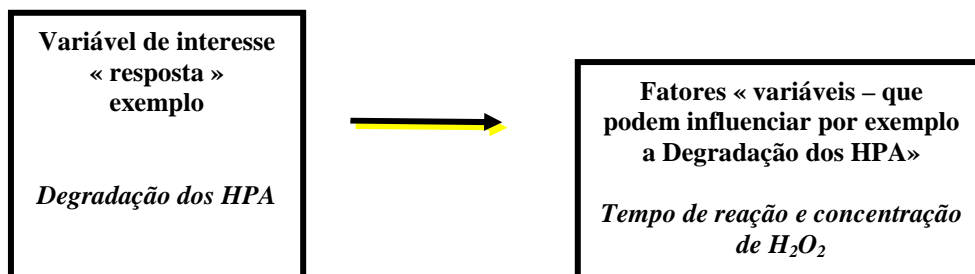 Variável de interesse
« resposta »
exemplo
Degradação dos HPA
Fatores « variáveis – que
podem influenciar por exemplo
a Degradação dos HPA»
Tempo de reação e concentração
de H₂O₂